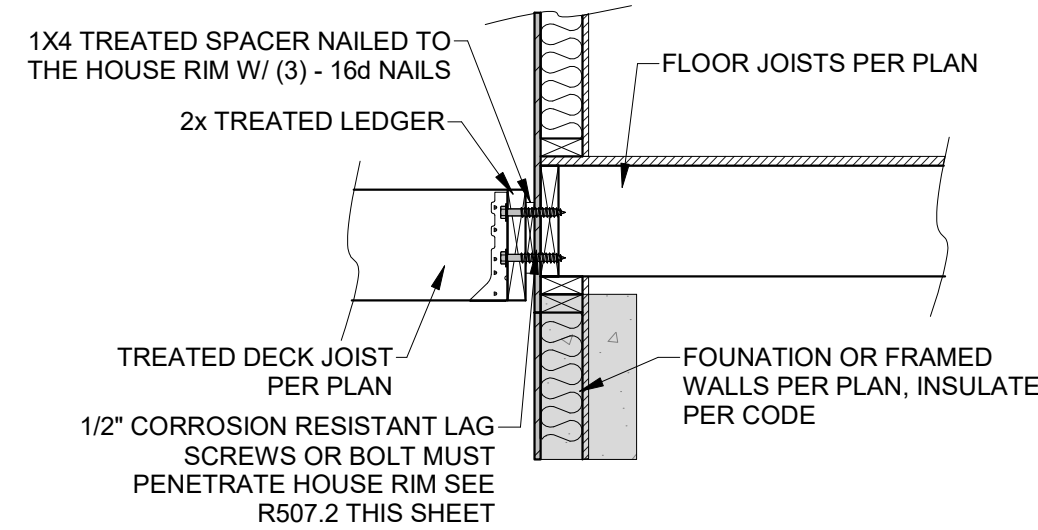 1X4 TREATED SPACER NAILED TO
THE HOUSE RIM W/ (3) - 16d NAILS
2x TREATED LEDGER
FLOOR JOISTS PER PLAN
TREATED DECK JOIST
PER PLAN
1/2" CORROSION RESISTANT LAG
SCREWS OR BOLT MUST
PENETRATE HOUSE RIM SEE
R507.2 THIS SHEET
FOUNATION OR FRAMED
WALLS PER PLAN, INSULATE
PER CODE